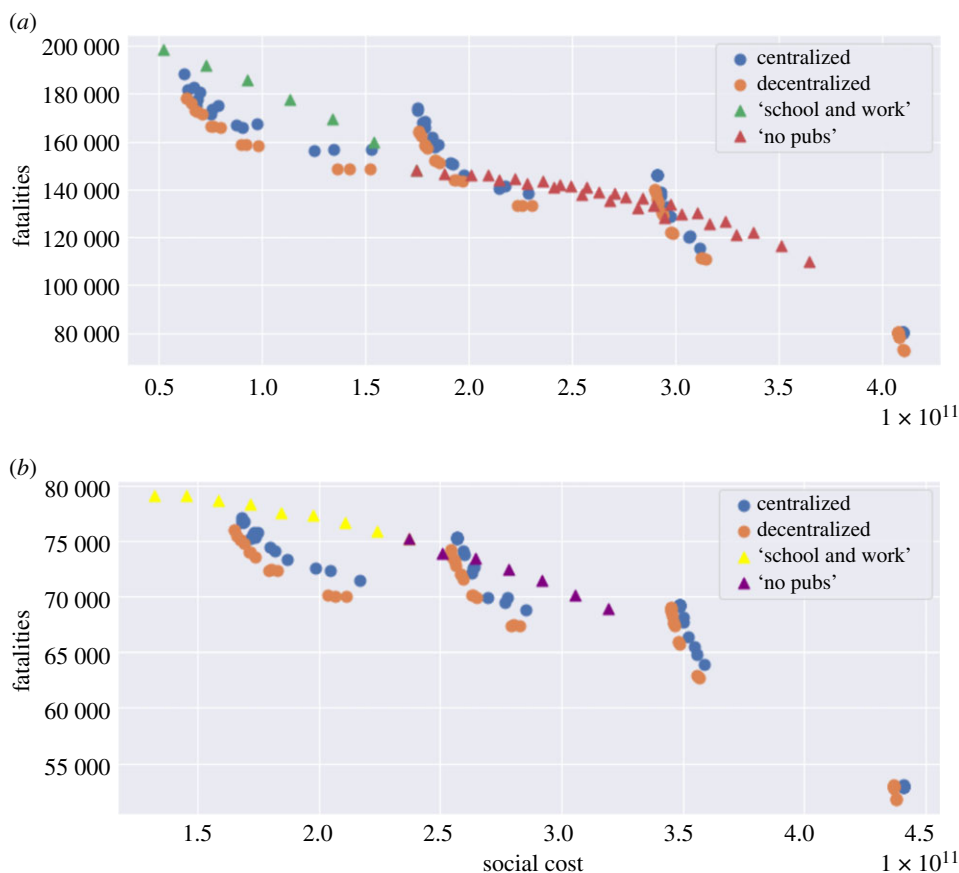 (a)
200 000
180 000
160 000
140 000
120 000
100 000
80 000
fatalities
centralized
decentralized
‘school and work’
‘no pubs’
0.5 1.0 1.5 2.0 2.5 3.0 3.5 4.0
1 × 10¹¹
(b)
80 000
75 000
70 000
65 000
60 000
55 000
fatalities
centralized
decentralized
‘school and work’
‘no pubs’
1.5 2.0 2.5 3.0 3.5 4.0 4.5
social cost
1 × 10¹¹